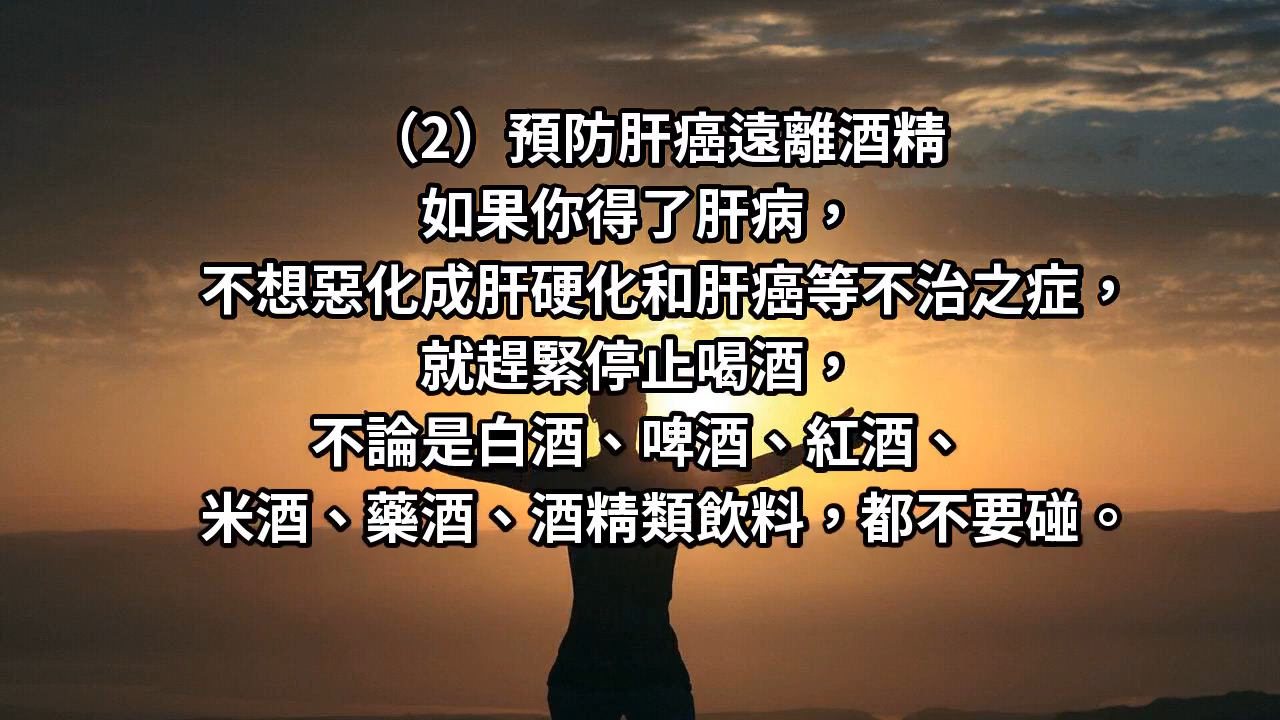 （2）預防肝癌遠離酒精
如果你得了肝病，
不想惡化成肝硬化和肝癌等不治之症，
就趕緊停止喝酒，
不論是白酒、啤酒、紅酒、
米酒、藥酒、酒精類飲料，都不要碰。